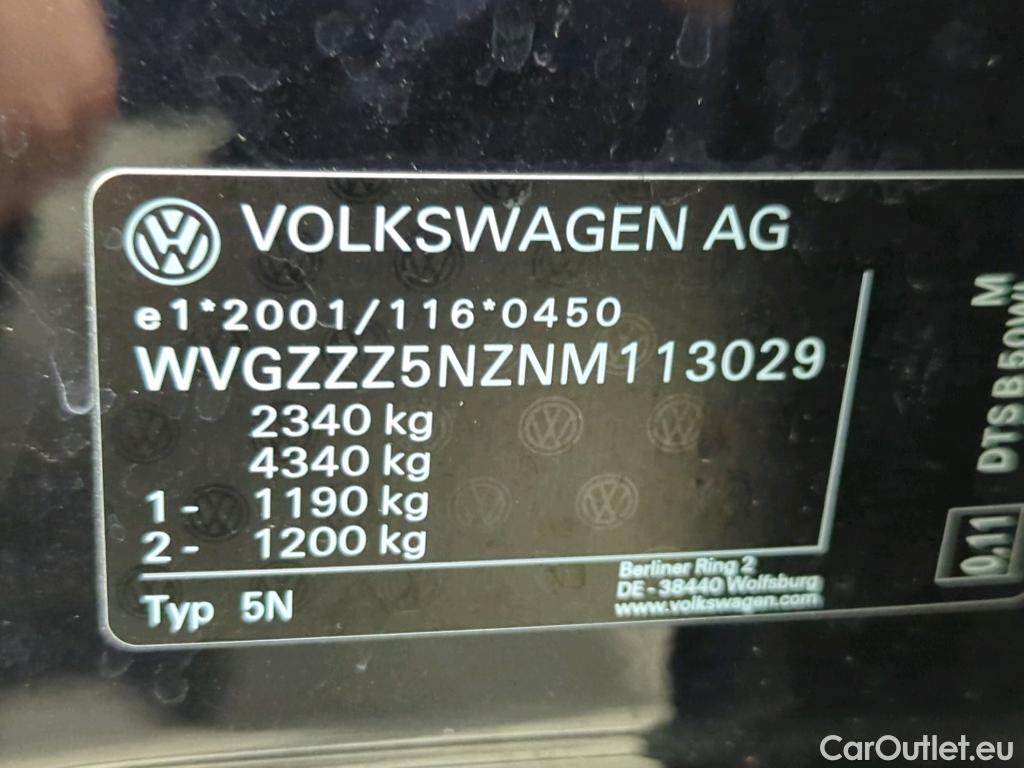 VOLKSWAGEN AG
e1*2001/116*0450
WVGZZZ5NZNM113029
2340 kg
4340 kg
1- 1190 kg
2- 1200 kg
Typ 5N
Berliner Ring 2
DE - 38440 Wolfsburg
www.volkswagen.com
M
DTSB50W
0,11
CarOutlet.eu